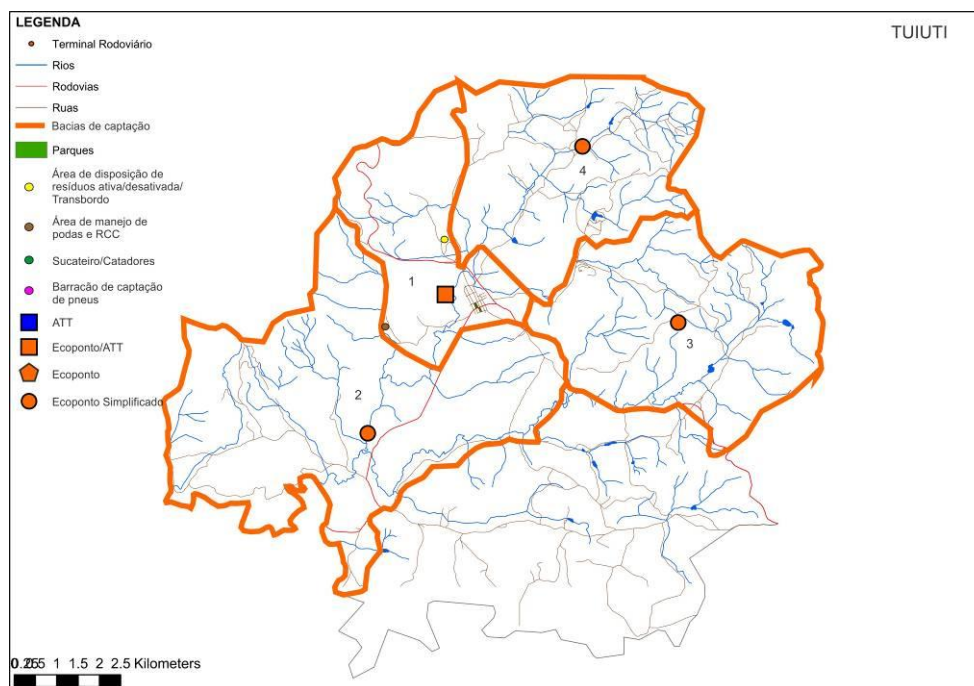 LEGENDA
Terminal Rodoviário
Rios
Rodovias
Ruas
Bacias de captação
Parques
Área de disposição de
resíduos ativa/desativada/
Transbordo
Área de manejo de
podas e RCC
Sucateiro/Catadores
Barracão de captação
de pneus
ATT
Ecoponto/ATT
Ecoponto
Ecoponto Simplificado
TUIUTI
4
1
3
2
0.5 1 1.5 2 2.5 Kilometers